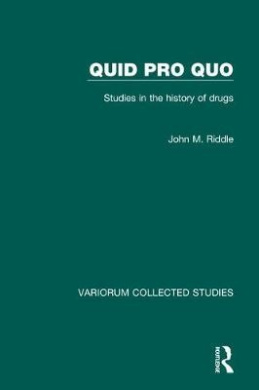 QUID PRO QUO
Studies in the history of drugs
John M. Riddle
VARIORUM COLLECTED STUDIES
ROUTLEDGE